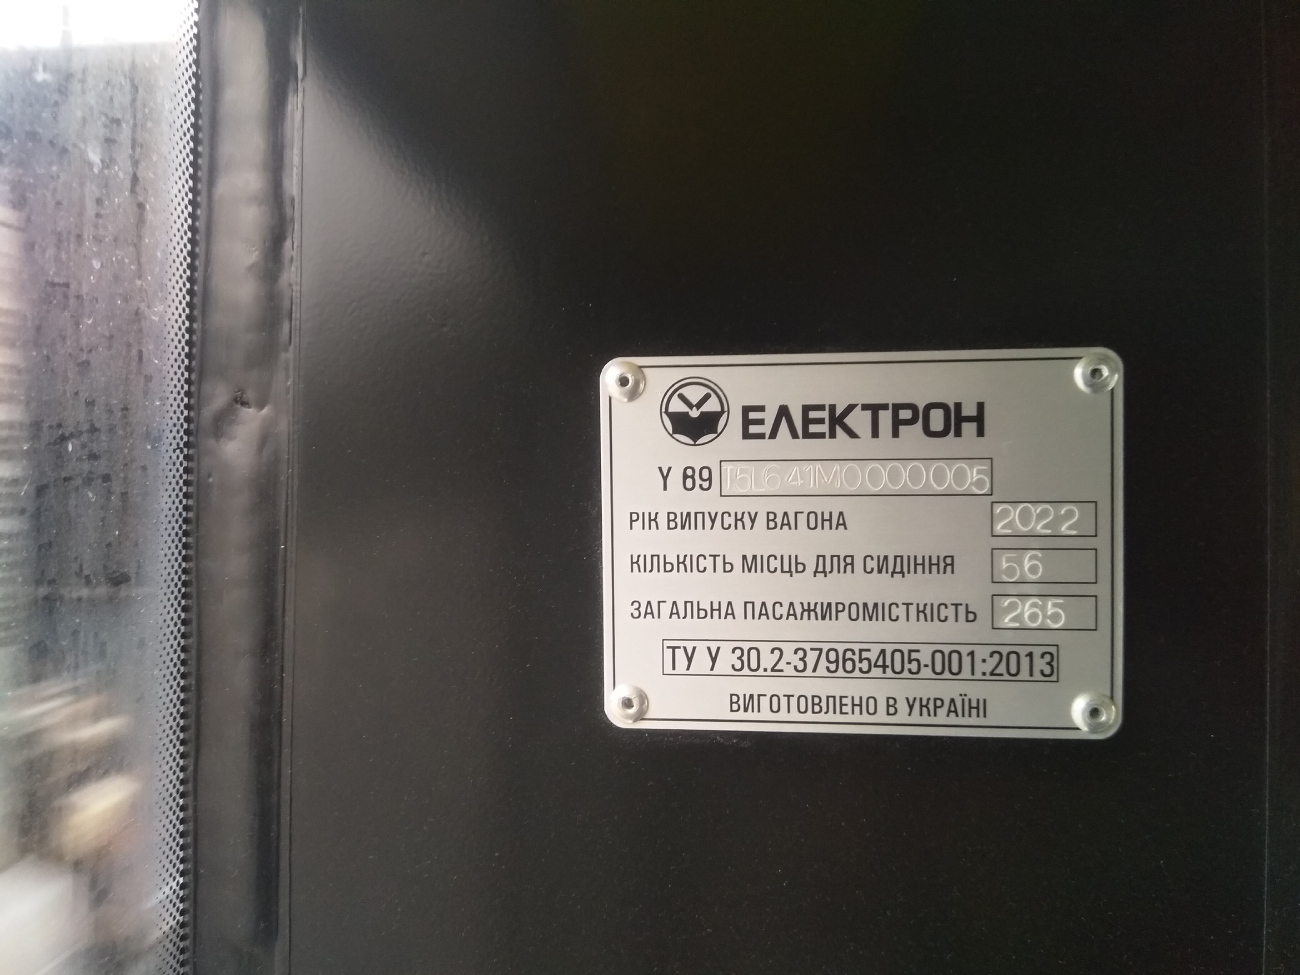 ЕЛЕКТРОН
Y 69 T5L641M0000005
РІК ВИПУСКУ ВАГОНА 2022
КІЛЬКІСТЬ МІСЦЬ ДЛЯ СИДІННЯ 56
ЗАГАЛЬНА ПАСАЖИРОМІСТКІСТЬ 265
ТУ У 30.2-37965405-001:2013
ВИГОТОВЛЕНО В УКРАЇНІ